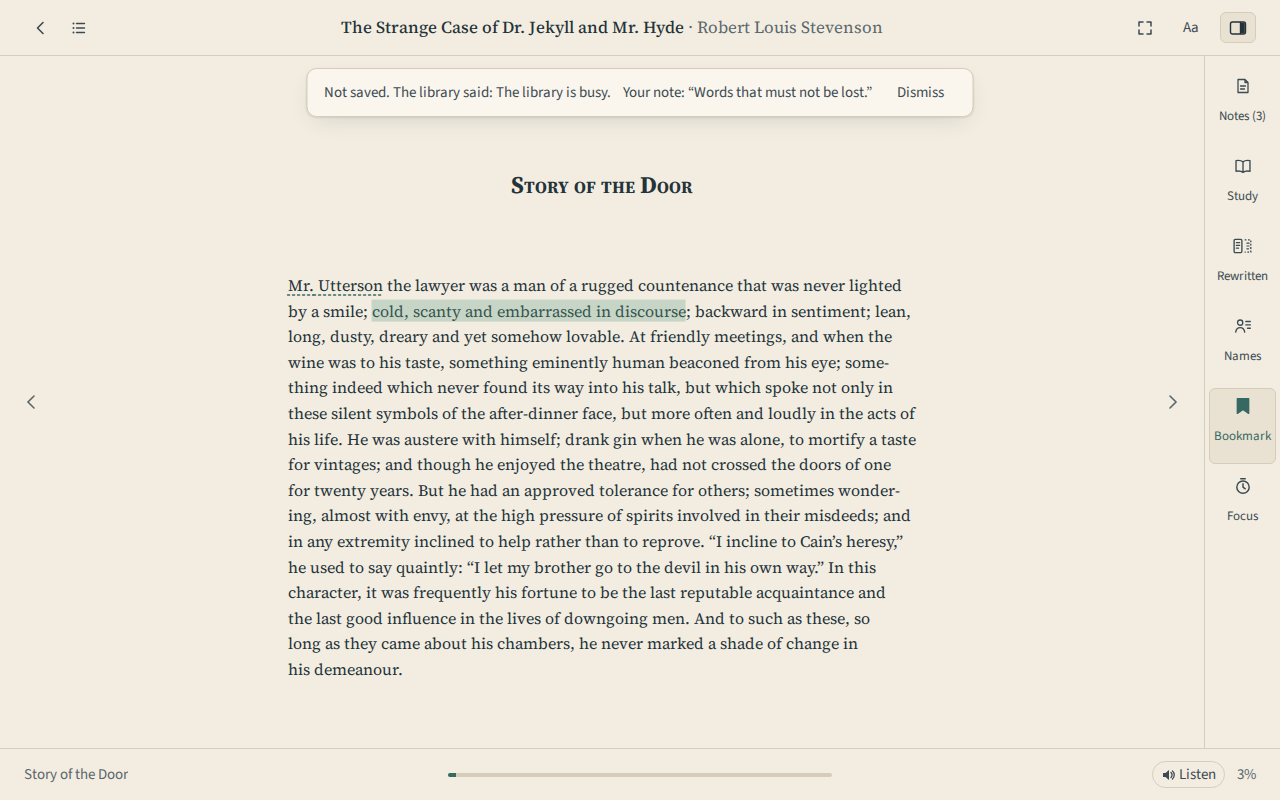 The Strange Case of Dr. Jekyll and Mr. Hyde · Robert Louis Stevenson
Aa
Not saved. The library said: The library is busy. Your note: “Words that must not be lost.” Dismiss
Notes (3)
Study
Rewritten
Names
Bookmark
Focus
Story of the Door
Mr. Utterson the lawyer was a man of a rugged countenance that was never lighted
by a smile; cold, scanty and embarrassed in discourse; backward in sentiment; lean,
long, dusty, dreary and yet somehow lovable. At friendly meetings, and when the
wine was to his taste, something eminently human beaconed from his eye; some-
thing indeed which never found its way into his talk, but which spoke not only in
these silent symbols of the after-dinner face, but more often and loudly in the acts of
his life. He was austere with himself; drank gin when he was alone, to mortify a taste
for vintages; and though he enjoyed the theatre, had not crossed the doors of one
for twenty years. But he had an approved tolerance for others; sometimes wonder-
ing, almost with envy, at the high pressure of spirits involved in their misdeeds; and
in any extremity inclined to help rather than to reprove. “I incline to Cain’s heresy,”
he used to say quaintly: “I let my brother go to the devil in his own way.” In this
character, it was frequently his fortune to be the last reputable acquaintance and
the last good influence in the lives of downgoing men. And to such as these, so
long as they came about his chambers, he never marked a shade of change in
his demeanour.
Story of the Door
Listen
3%